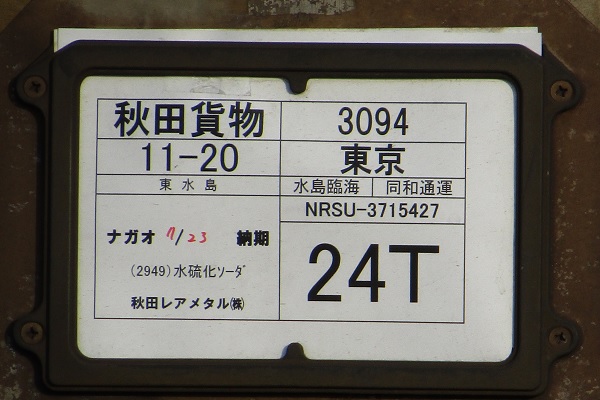 秋田貨物 3094
11-20 東京
東水島 水島臨海 同和通運
NRSU-3715427
ナガオ 7/23 納期
24T
(2949)水硫化ソーダ
秋田レアメタル㈱